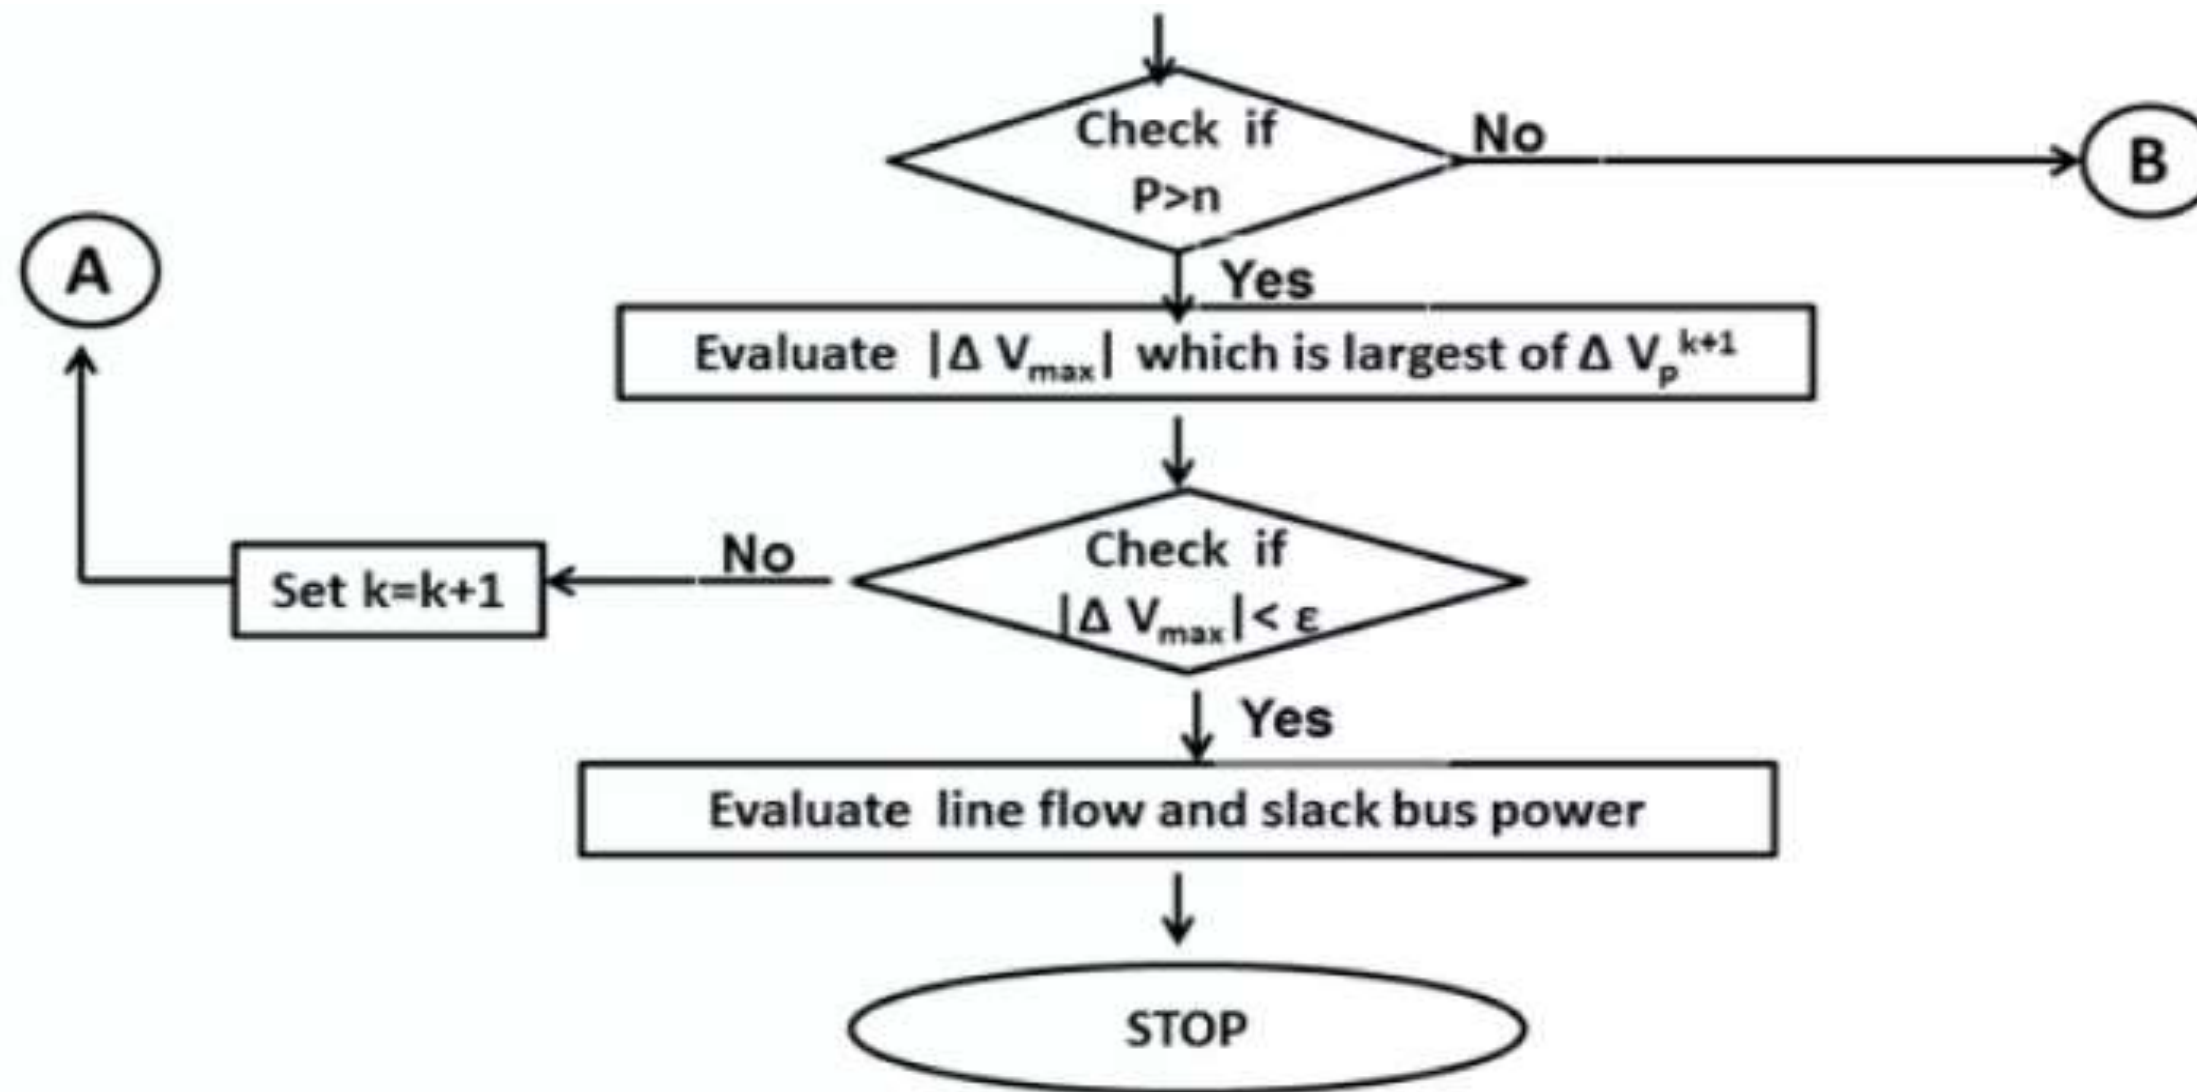 Check if
P>n
No
B
A
Yes
Evaluate |Δ Vmax| which is largest of Δ Vp^k+1
Check if
|Δ Vmax|< ε
No
Set k=k+1
Yes
Evaluate line flow and slack bus power
STOP